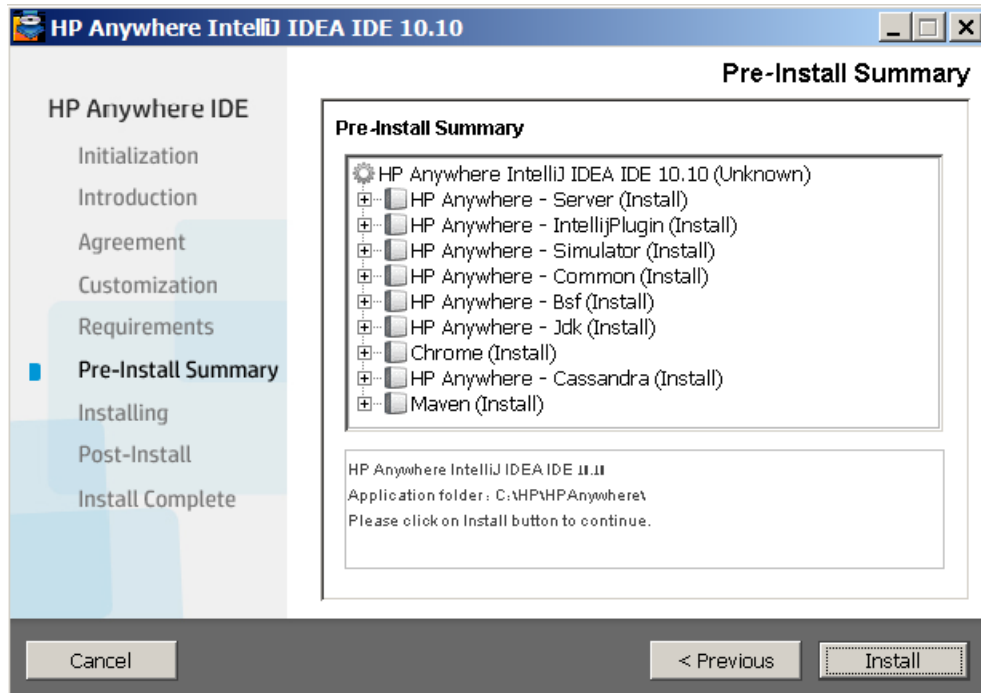 HP Anywhere IntelliJ IDEA IDE 10.10
Pre-Install Summary
HP Anywhere IDE
Initialization
Introduction
Agreement
Customization
Requirements
Pre-Install Summary
Installing
Post-Install
Install Complete
Pre-Install Summary
HP Anywhere IntelliJ IDEA IDE 10.10 (Unknown)
HP Anywhere - Server (Install)
HP Anywhere - IntellijPlugin (Install)
HP Anywhere - Simulator (Install)
HP Anywhere - Common (Install)
HP Anywhere - Bsf (Install)
HP Anywhere - Jdk (Install)
Chrome (Install)
HP Anywhere - Cassandra (Install)
Maven (Install)
HP Anywhere IntelliJ IDEA IDE 10.10
Application folder: C:\HP\HPAnywhere\
Please click on Install button to continue.
Cancel
< Previous
Install